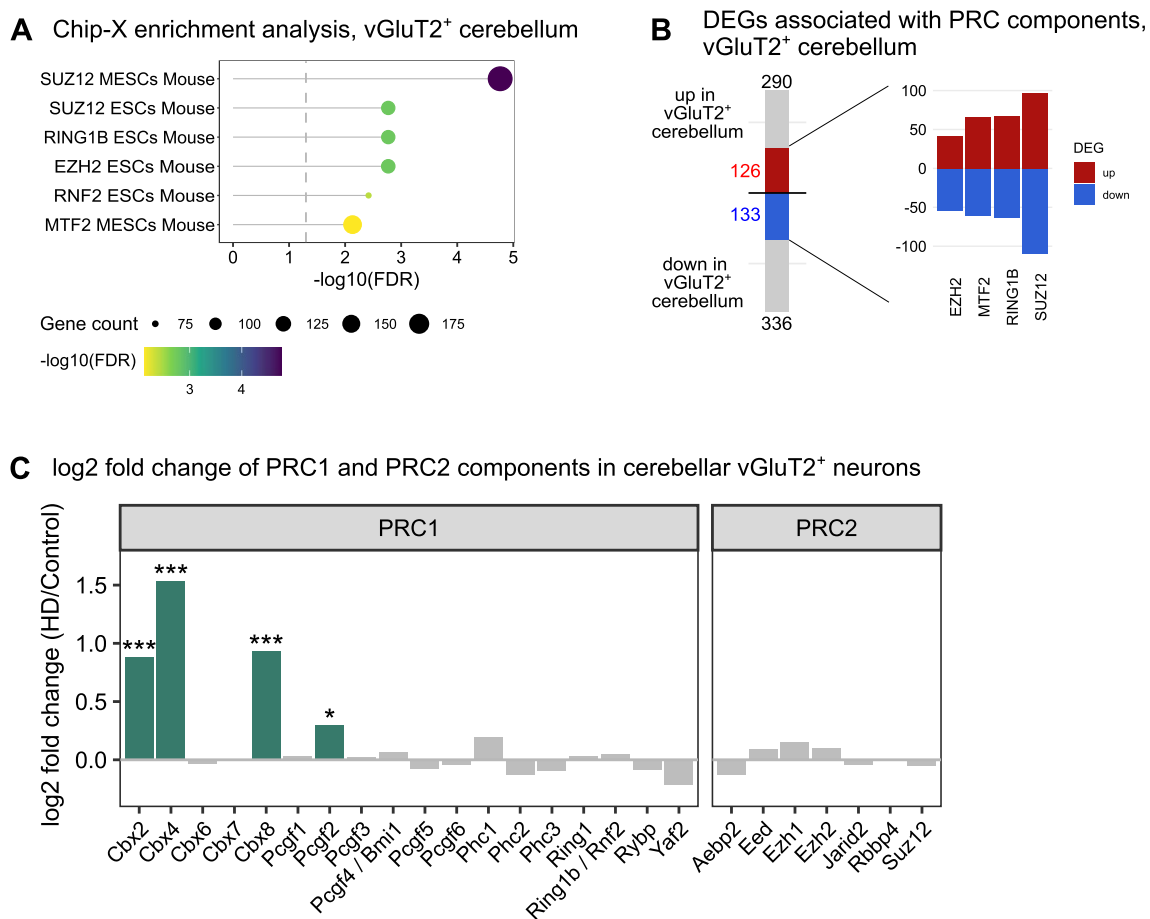 A Chip-X enrichment analysis, vGluT2+ cerebellum
SUZ12 MESCs Mouse
SUZ12 ESCs Mouse
RING1B ESCs Mouse
EZH2 ESCs Mouse
RNF2 ESCs Mouse
MTF2 MESCs Mouse
0 1 2 3 4 5
-log10(FDR)
Gene count 75 100 125 150 175
-log10(FDR)
3 4
B DEGs associated with PRC components,
vGluT2+ cerebellum
290
up in
vGluT2+
cerebellum
126
133
down in
vGluT2+
cerebellum
336
100
50
0
-50
-100
EZH2
MTF2
RING1B
SUZ12
DEG
up
down
C log2 fold change of PRC1 and PRC2 components in cerebellar vGluT2+ neurons
log2 fold change (HD/Control)
PRC1 PRC2
1.5
1.0
0.5
0.0
***
***
***
*
Cbx2
Cbx4
Cbx6
Cbx7
Cbx8
Pcgf1
Pcgf2
Pcgf3
Pcgf4 / Bmi1
Pcgf5
Pcgf6
Phc1
Phc2
Phc3
Ring1
Ring1b / Rnf2
Rybp
Yaf2
Aebp2
Eed
Ezh1
Ezh2
Jarid2
Rbbp4
Suz12